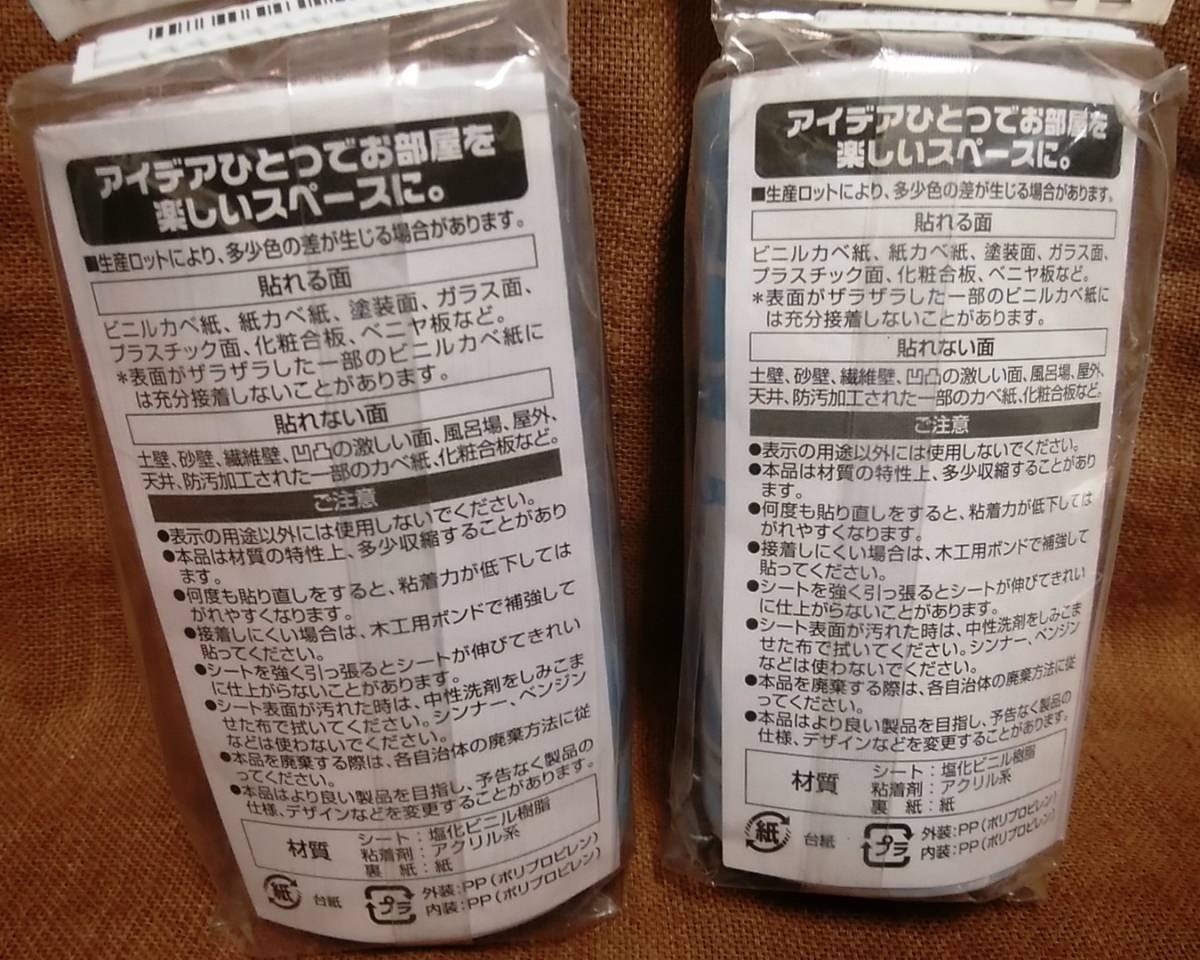 アイデアひとつでお部屋を
楽しいスペースに。
■生産ロットにより、多少色の差が生じる場合があります。
貼れる面
ビニルカベ紙、紙カベ紙、塗装面、ガラス面、
プラスチック面、化粧合板、ベニヤ板など。
＊表面がザラザラした一部のビニルカベ紙に
は充分接着しないことがあります。
貼れない面
土壁、砂壁、繊維壁、凹凸の激しい面、風呂場、屋外、
天井、防汚加工された一部のカベ紙、化粧合板など。
ご注意
●表示の用途以外には使用しないでください。
●本品は材質の特性上、多少収縮することがあり
ます。
●何度も貼り直しをすると、粘着力が低下しては
がれやすくなります。
●接着しにくい場合は、木工用ボンドで補強して
貼ってください。
●シートを強く引っ張るとシートが伸びてきれい
に仕上がらないことがあります。
●シート表面が汚れた時は、中性洗剤をしみこま
せた布で拭いてください。シンナー、ベンジン
などは使わないでください。
●本品を廃棄する際は、各自治体の廃棄方法に従
ってください。
●本品はより良い製品を目指し、予告なく製品の
仕様、デザインなどを変更することがあります。
材質
シート：塩化ビニル樹脂
粘着剤：アクリル系
裏 紙：紙
紙
台紙
プラ
外装：PP（ポリプロピレン）
内装：PP（ポリプロピレン）
アイデアひとつでお部屋を
楽しいスペースに。
■生産ロットにより、多少色の差が生じる場合があります。
貼れる面
ビニルカベ紙、紙カベ紙、塗装面、ガラス面、
プラスチック面、化粧合板、ベニヤ板など。
＊表面がザラザラした一部のビニルカベ紙に
は充分接着しないことがあります。
貼れない面
土壁、砂壁、繊維壁、凹凸の激しい面、風呂場、屋外、
天井、防汚加工された一部のカベ紙、化粧合板など。
ご注意
●表示の用途以外には使用しないでください。
●本品は材質の特性上、多少収縮することがあり
ます。
●何度も貼り直しをすると、粘着力が低下しては
がれやすくなります。
●接着しにくい場合は、木工用ボンドで補強して
貼ってください。
●シートを強く引っ張るとシートが伸びてきれい
に仕上がらないことがあります。
●シート表面が汚れた時は、中性洗剤をしみこま
せた布で拭いてください。シンナー、ベンジン
などは使わないでください。
●本品を廃棄する際は、各自治体の廃棄方法に従
ってください。
●本品はより良い製品を目指し、予告なく製品の
仕様、デザインなどを変更することがあります。
材質
シート：塩化ビニル樹脂
粘着剤：アクリル系
裏 紙：紙
紙
台紙
プラ
外装：PP（ポリプロピレン）
内装：PP（ポリプロピレン）